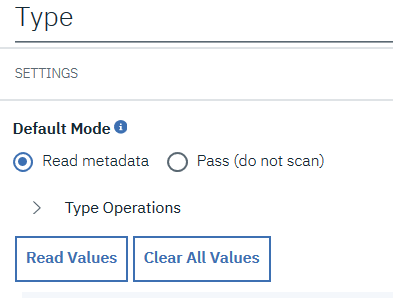 Type
SETTINGS
Default Mode
Read metadata Pass (do not scan)
Type Operations
Read Values Clear All Values